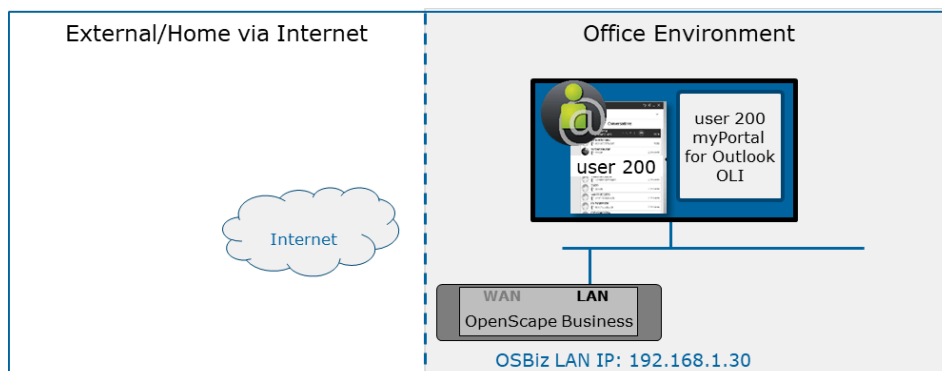 External/Home via Internet
Office Environment
@
user 200
user 200
myPortal
for Outlook
OLI
Internet
WAN LAN
OpenScape Business
OSBiz LAN IP: 192.168.1.30